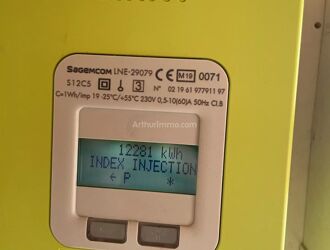 Sagemcom LNE-29079 CE M19 0071
S12C5 3 N° 02 19 61 977911 97
C=1Wh/imp 19 -25°C/+55°C 230V 0,5-10(60)A 50Hz Cl.B
ArthurImmo.com
12281 kWh
INDEX INJECTION
← P *